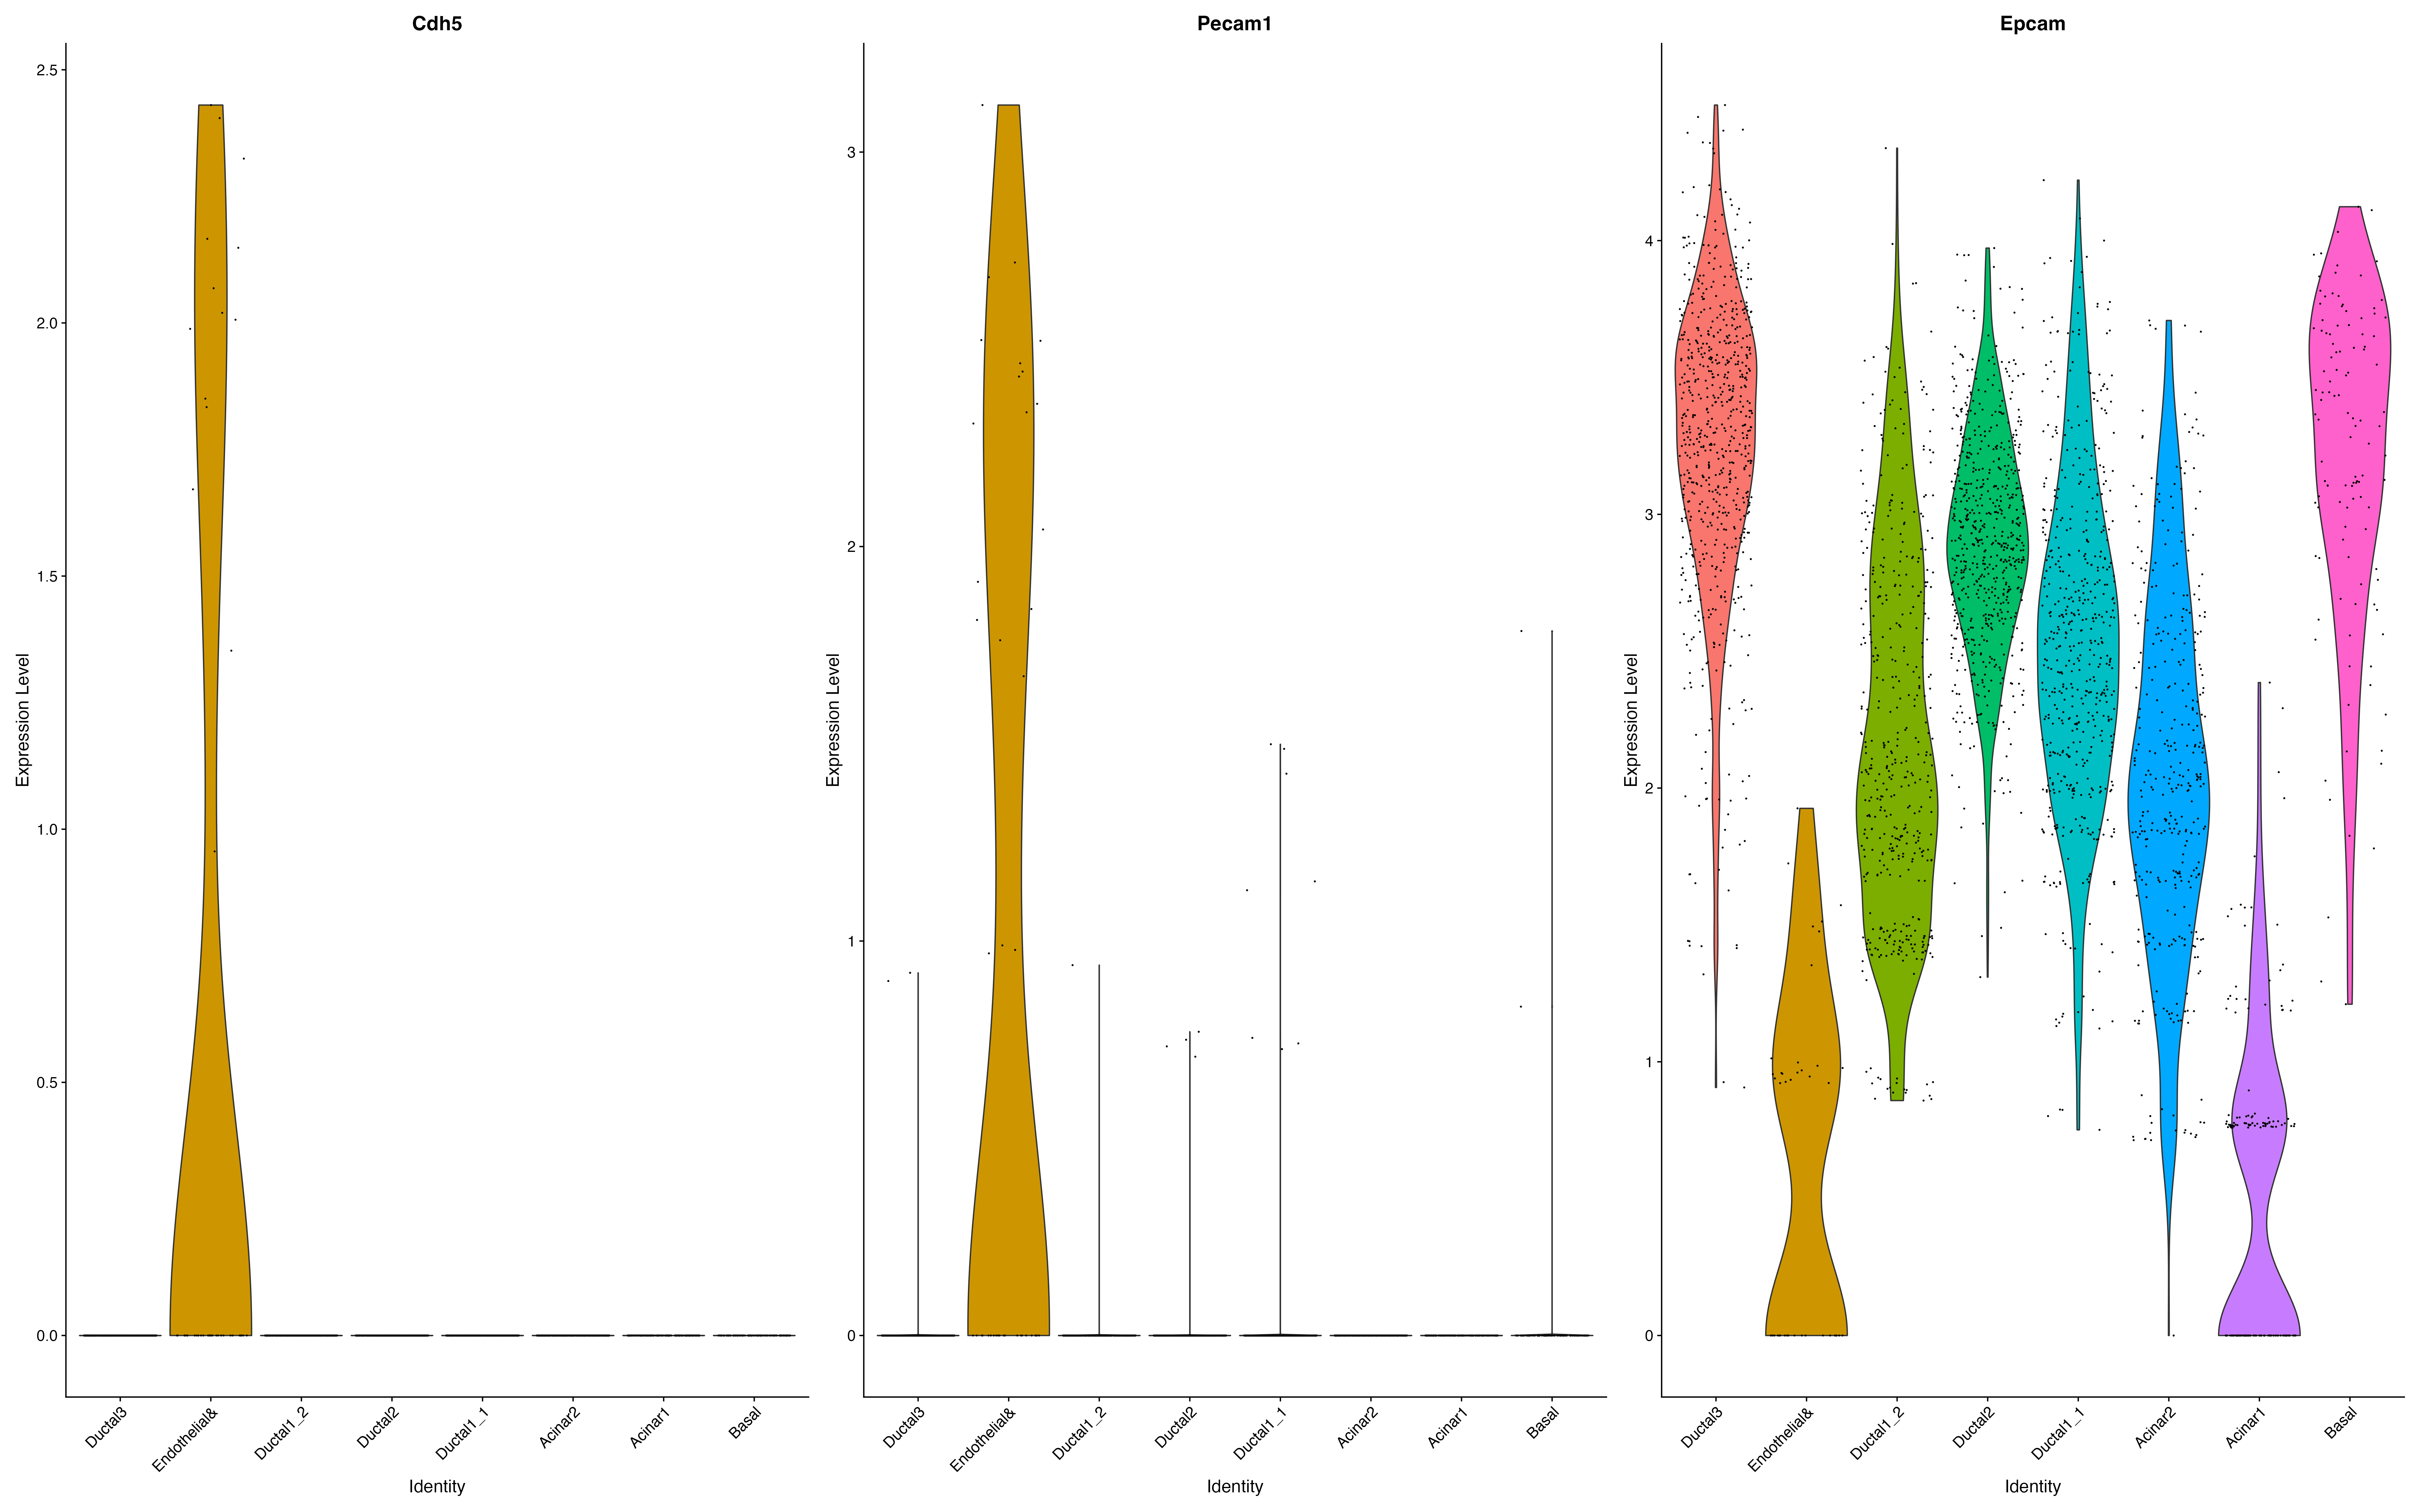 Cdh5
Expression Level
2.5
2.0
1.5
1.0
0.5
0.0
Ductal3
Endothelial&
Ductal1_2
Ductal2
Ductal1_1
Acinar2
Acinar1
Basal
Identity
Pecam1
Expression Level
3
2
1
0
Ductal3
Endothelial&
Ductal1_2
Ductal2
Ductal1_1
Acinar2
Acinar1
Basal
Identity
Epcam
Expression Level
4
3
2
1
0
Ductal3
Endothelial&
Ductal1_2
Ductal2
Ductal1_1
Acinar2
Acinar1
Basal
Identity